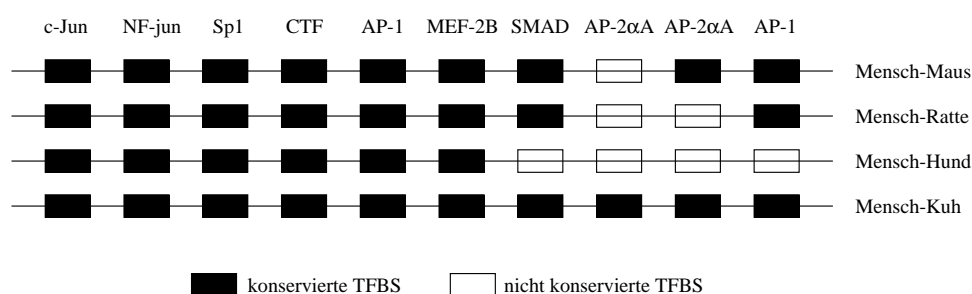 c-Jun NF-jun Sp1 CTF AP-1 MEF-2B SMAD AP-2αA AP-2αA AP-1
Mensch-Maus
Mensch-Ratte
Mensch-Hund
Mensch-Kuh
konservierte TFBS nicht konservierte TFBS